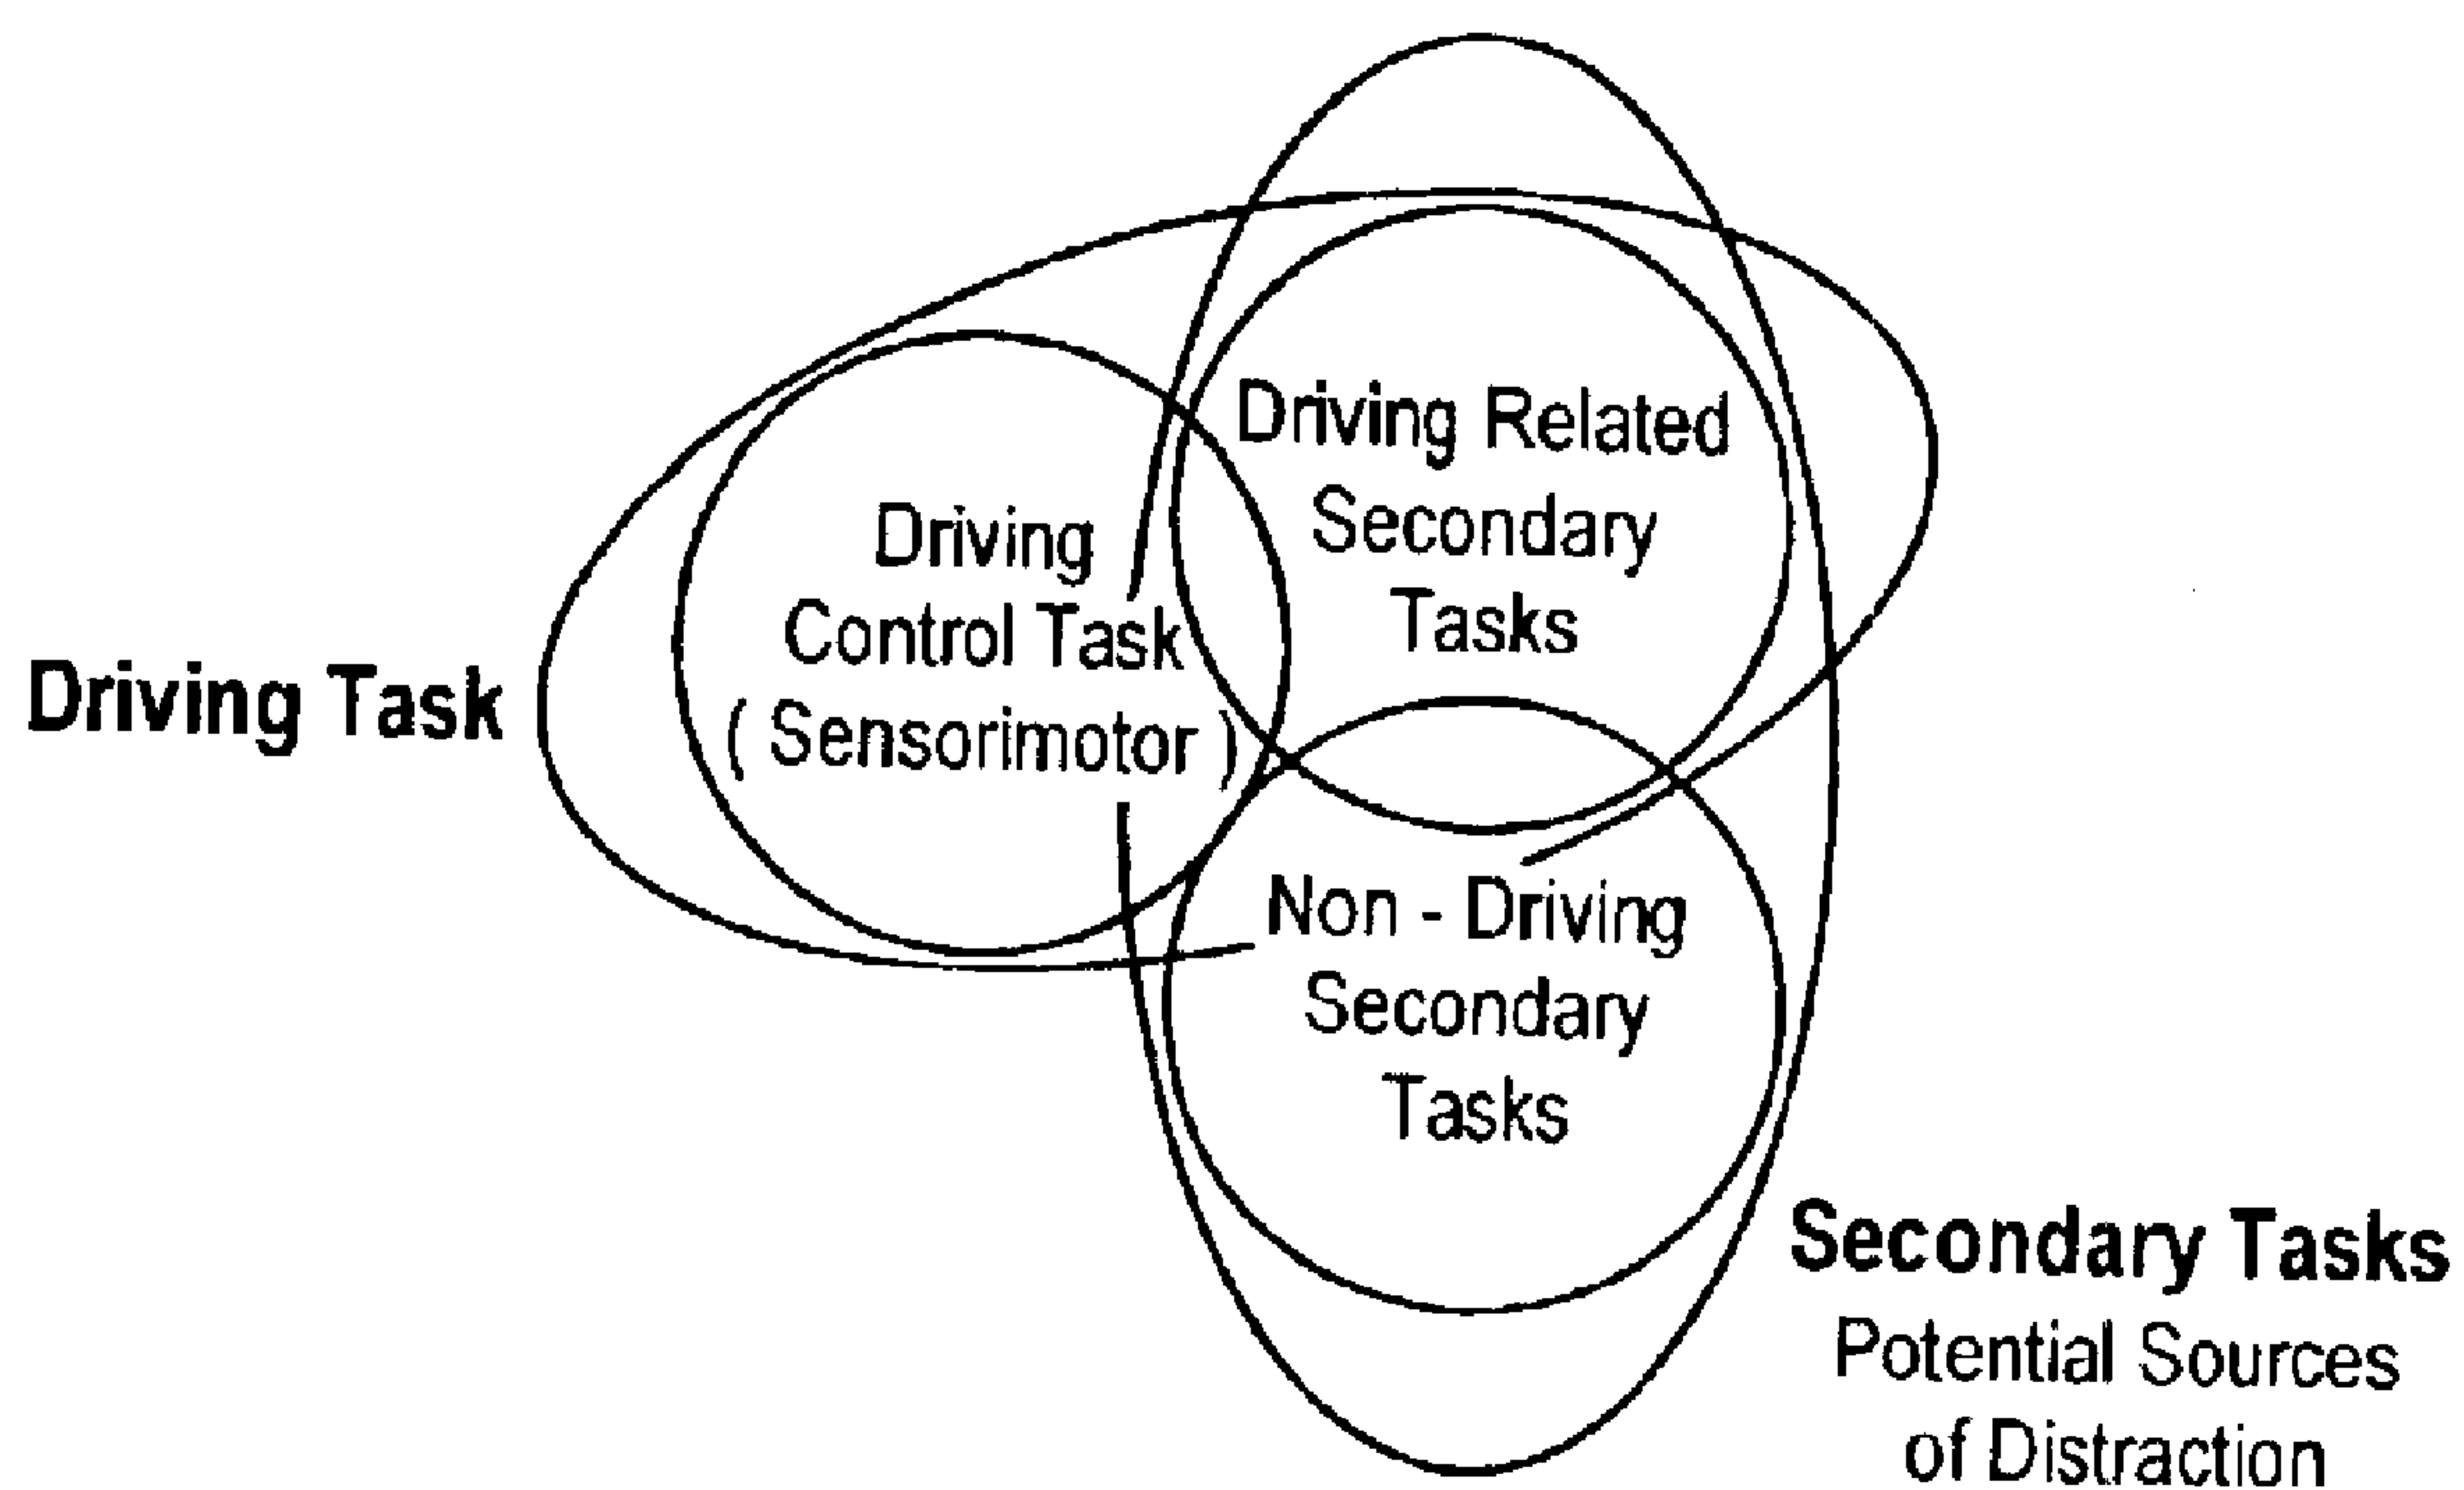 Driving Related
Secondary
Tasks
Driving
Control Task
( Sensorimotor )
Driving Task
Non - Driving
Secondary
Tasks
Secondary Tasks
Potential Sources
of Distraction